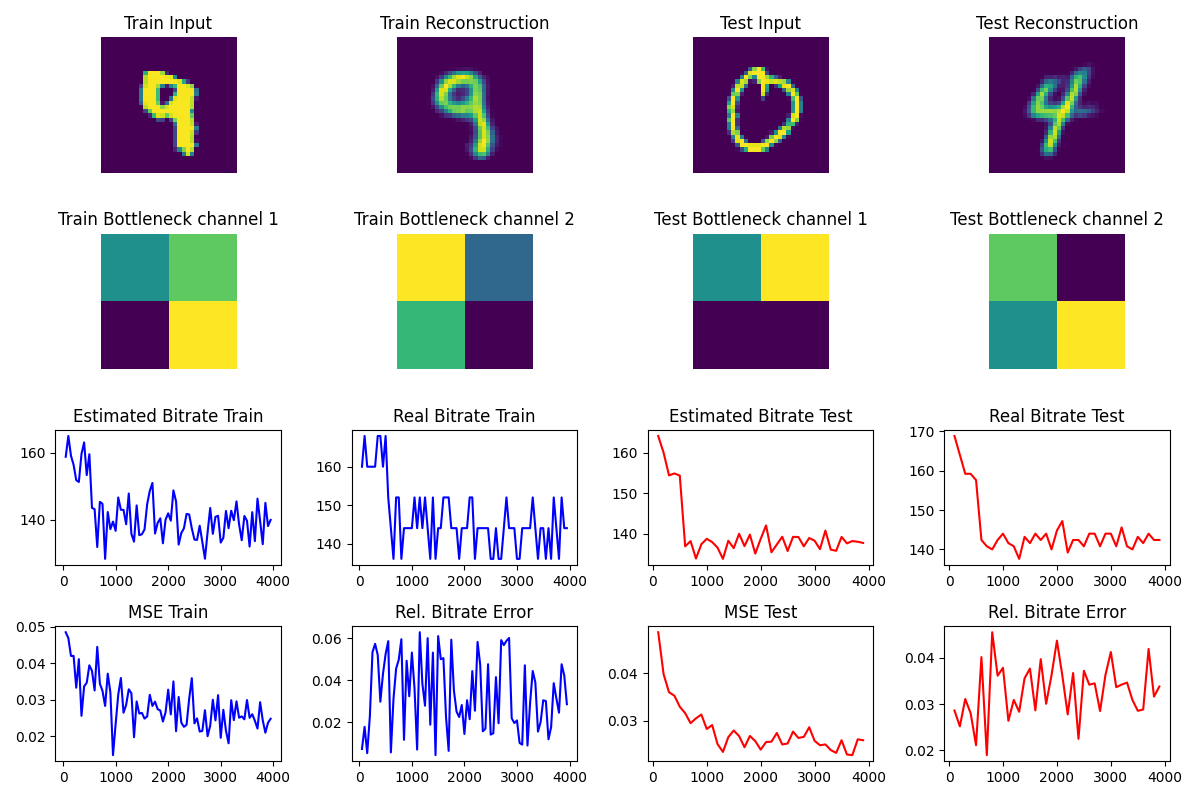 Train Input Train Reconstruction Test Input Test Reconstruction
Train Bottleneck channel 1 Train Bottleneck channel 2 Test Bottleneck channel 1 Test Bottleneck channel 2
Estimated Bitrate Train Real Bitrate Train Estimated Bitrate Test Real Bitrate Test
160
140
0 1000 2000 3000 4000
160
150
140
0 1000 2000 3000 4000
160
150
140
0 1000 2000 3000 4000
170
160
150
140
0 1000 2000 3000 4000
MSE Train Rel. Bitrate Error MSE Test Rel. Bitrate Error
0.05
0.04
0.03
0.02
0 1000 2000 3000 4000
0.06
0.04
0.02
0 1000 2000 3000 4000
0.04
0.03
0 1000 2000 3000 4000
0.04
0.03
0.02
0 1000 2000 3000 4000